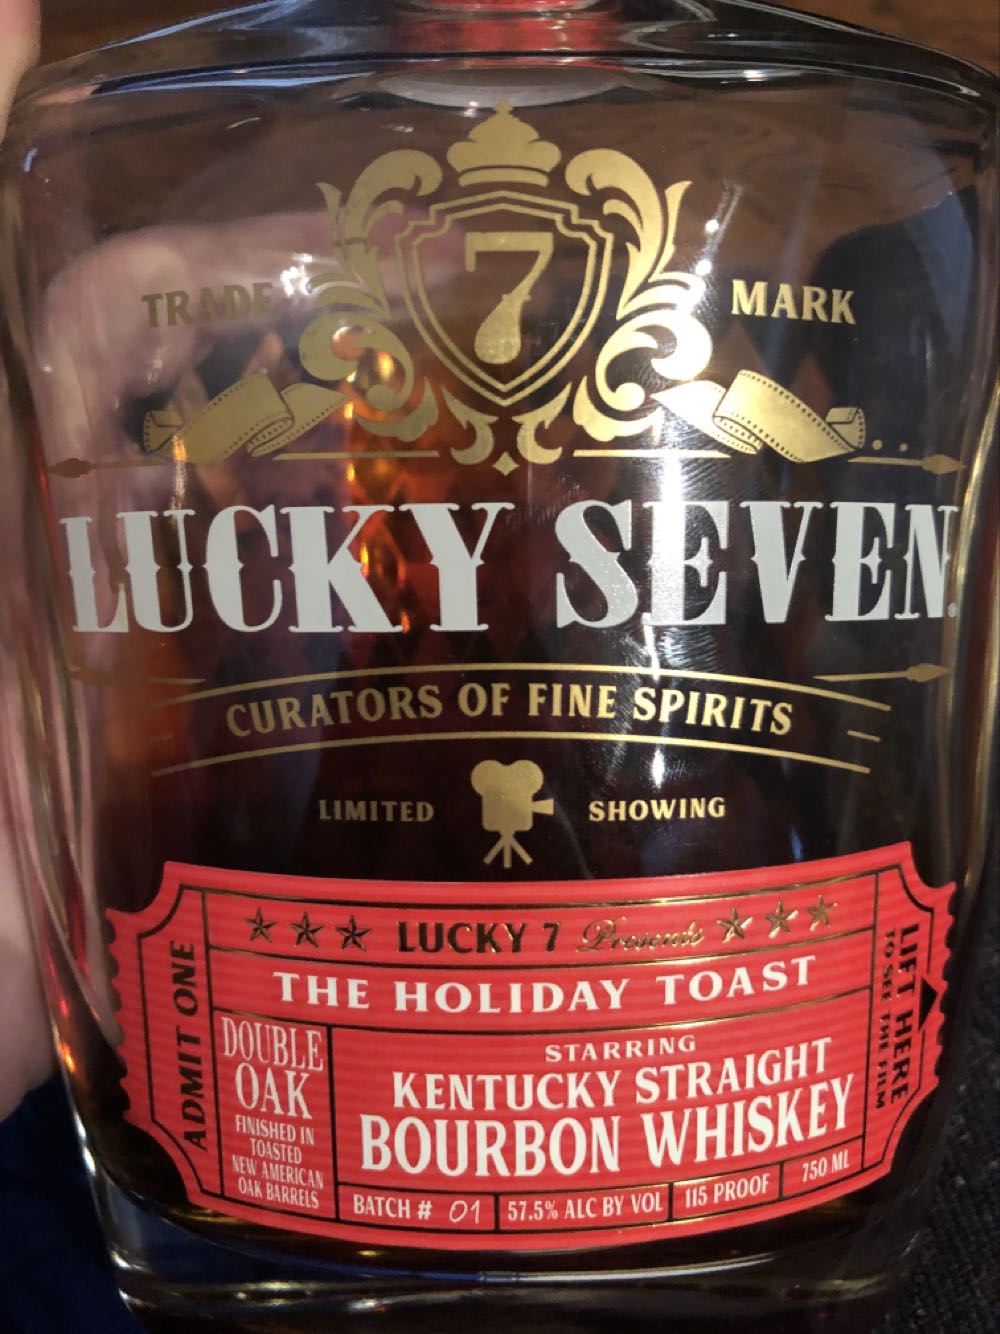 7
TRADE MARK
LUCKY SEVEN®
CURATORS OF FINE SPIRITS
LIMITED SHOWING
LUCKY 7 Presents
THE HOLIDAY TOAST
ADMIT ONE
DOUBLE
OAK
FINISHED IN
TOASTED
NEW AMERICAN
OAK BARRELS
STARRING
KENTUCKY STRAIGHT
BOURBON WHISKEY
BATCH # 01
57.5% ALC BY VOL
115 PROOF
750 ML
LIFT HERE
TO SEE THE FILM